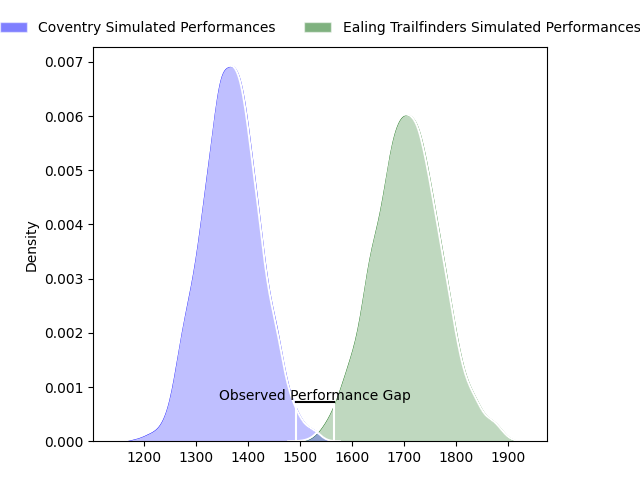 Coventry Simulated Performances
Ealing Trailfinders Simulated Performances
0.007
0.006
0.005
0.004
0.003
0.002
0.001
0.000
Density
Observed Performance Gap
1200 1300 1400 1500 1600 1700 1800 1900